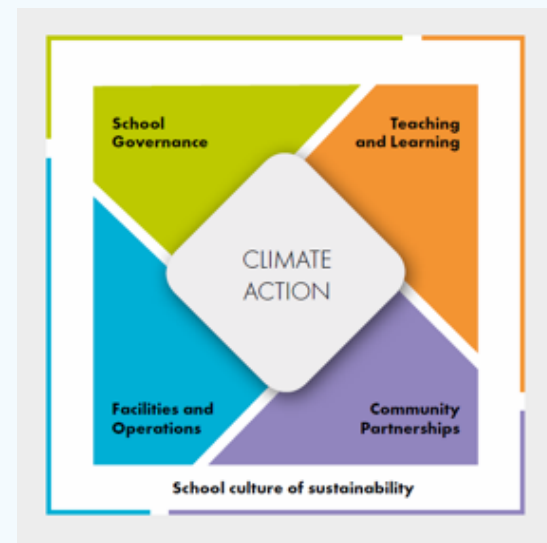 School
Governance
Teaching
and Learning
CLIMATE
ACTION
Facilities and
Operations
Community
Partnerships
School culture of sustainability